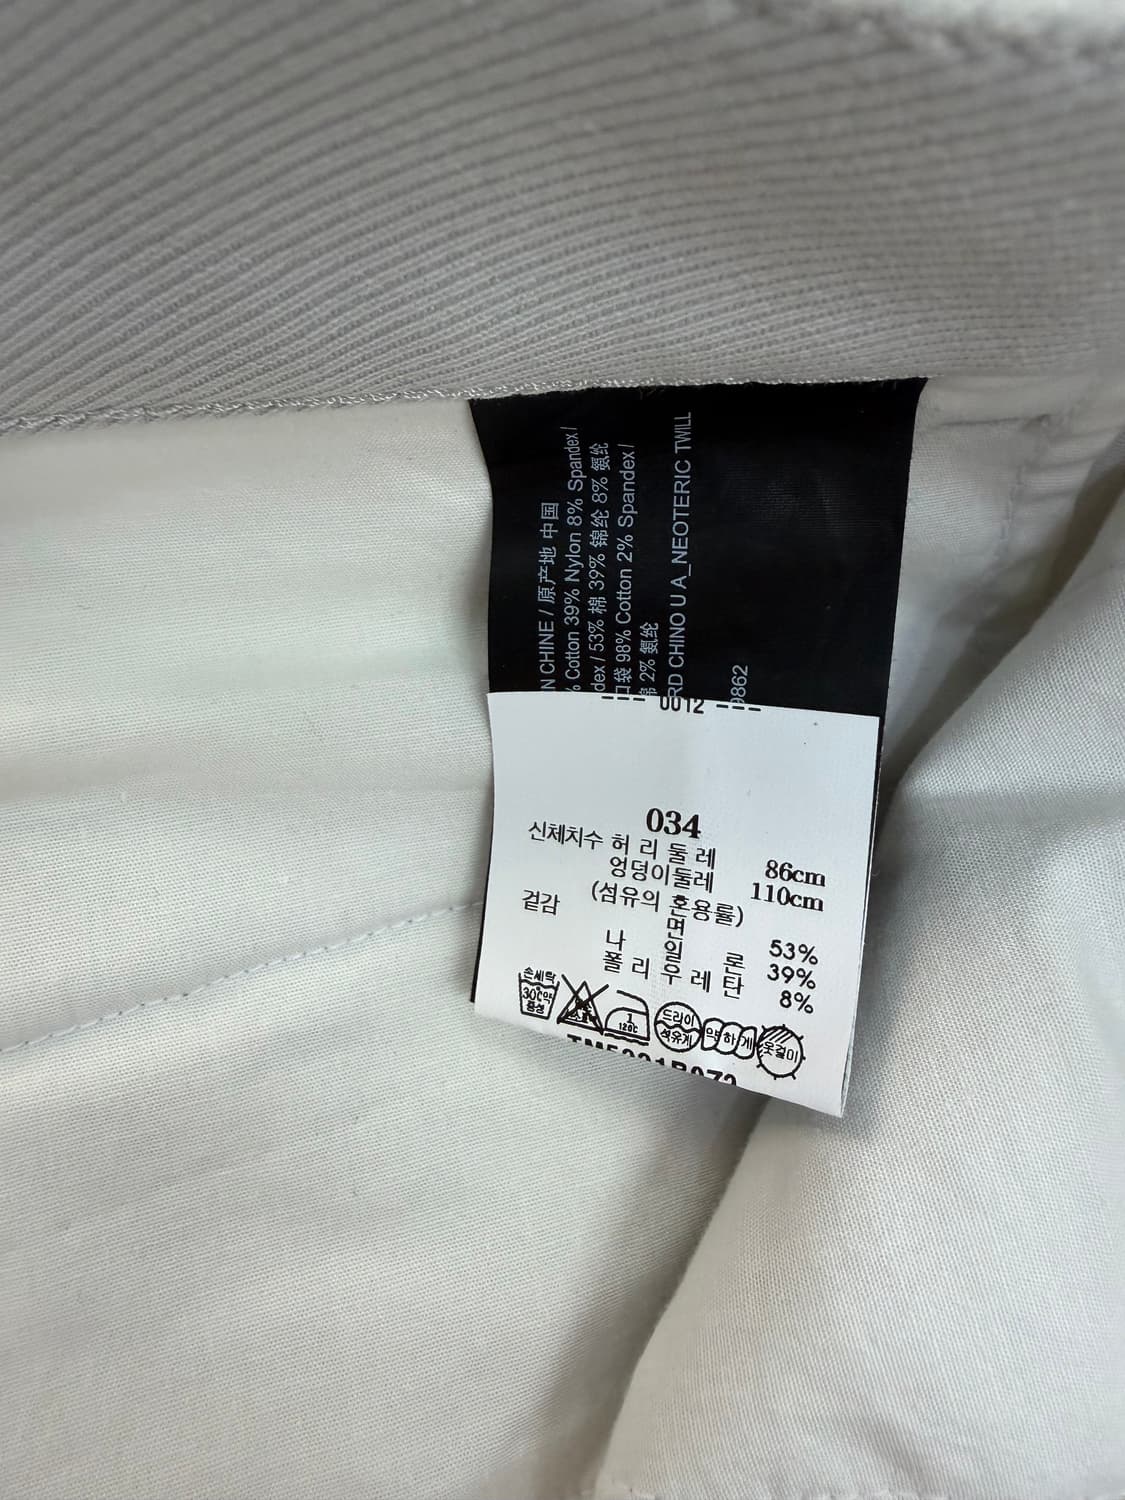 N CHINE / 原产地 中国
% Cotton 39% Nylon 8% Spandex /
dex / 53% 棉 39% 锦纶 8% 氨纶
口袋 98% Cotton 2% Spandex /
棉 2% 氨纶
RD CHINO U A_NEOTERIC TWILL
9862
--- 0012 ---
034
신체치수 허 리 둘 레 86cm
엉덩이둘레 110cm
(섬유의 혼용률)
겉감
면 53%
나 일 론 39%
폴 리 우 레 탄 8%
손세탁 30℃약 중성
1 120℃
드라이 석유계
약하게
옷걸이